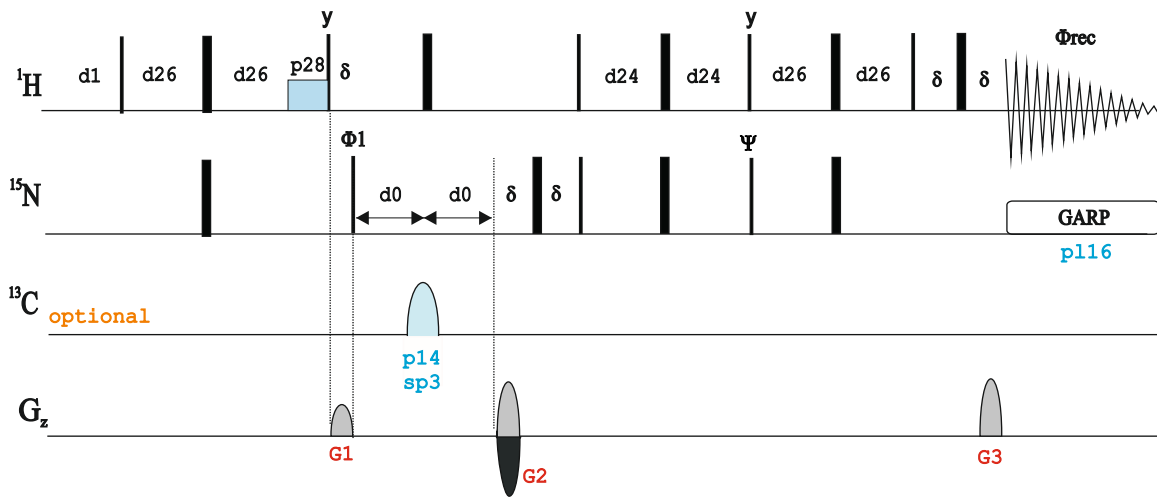 y y Φrec
¹H d1 d26 d26 p28 δ d24 d24 d26 d26 δ δ
Φ1 Ψ
¹⁵N d0 d0 δ δ GARP
pl16
¹³C
optional
p14
sp3
G_z
G1 G2 G3